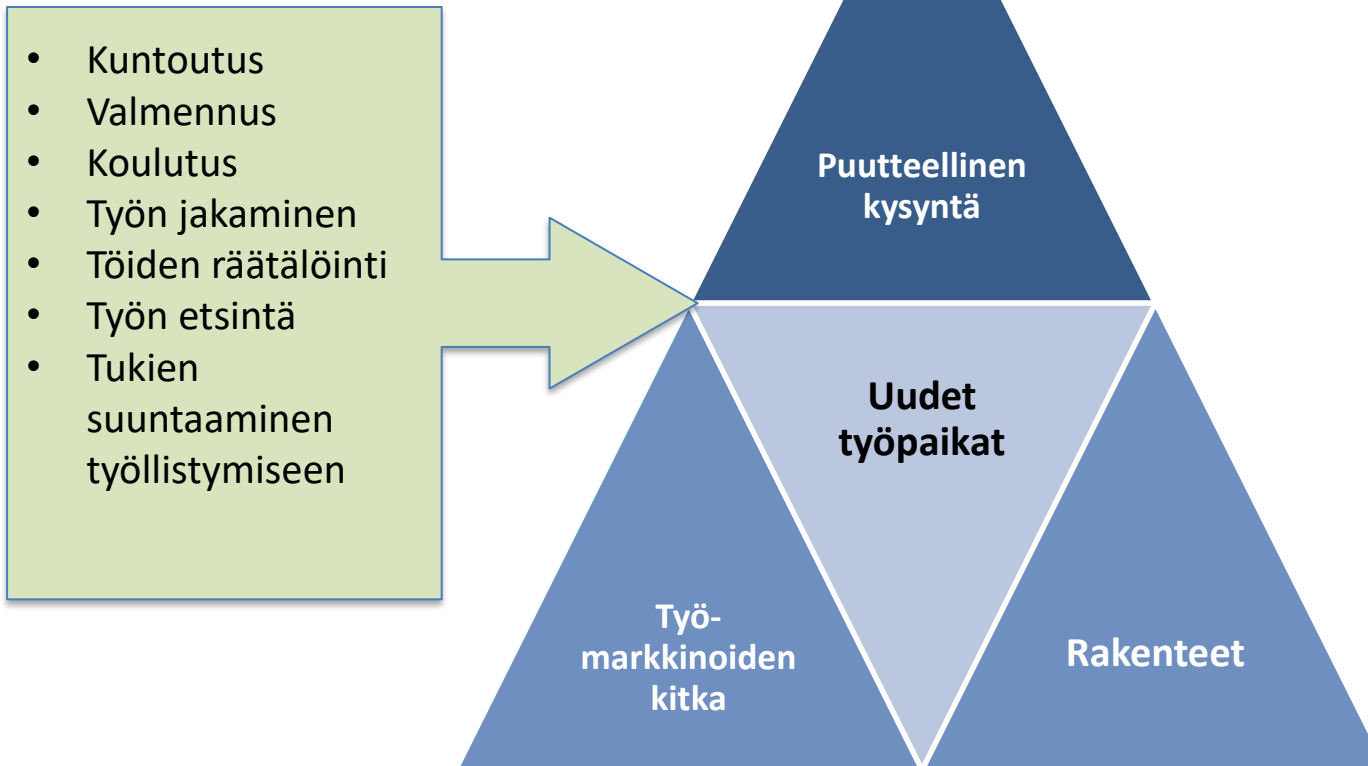 • Kuntoutus
• Valmennus
• Koulutus
• Työn jakaminen
• Töiden räätälöinti
• Työn etsintä
• Tukien
suuntaaminen
työllistymiseen
Puutteellinen
kysyntä
Uudet
työpaikat
Työ-
markkinoiden
kitka
Rakenteet